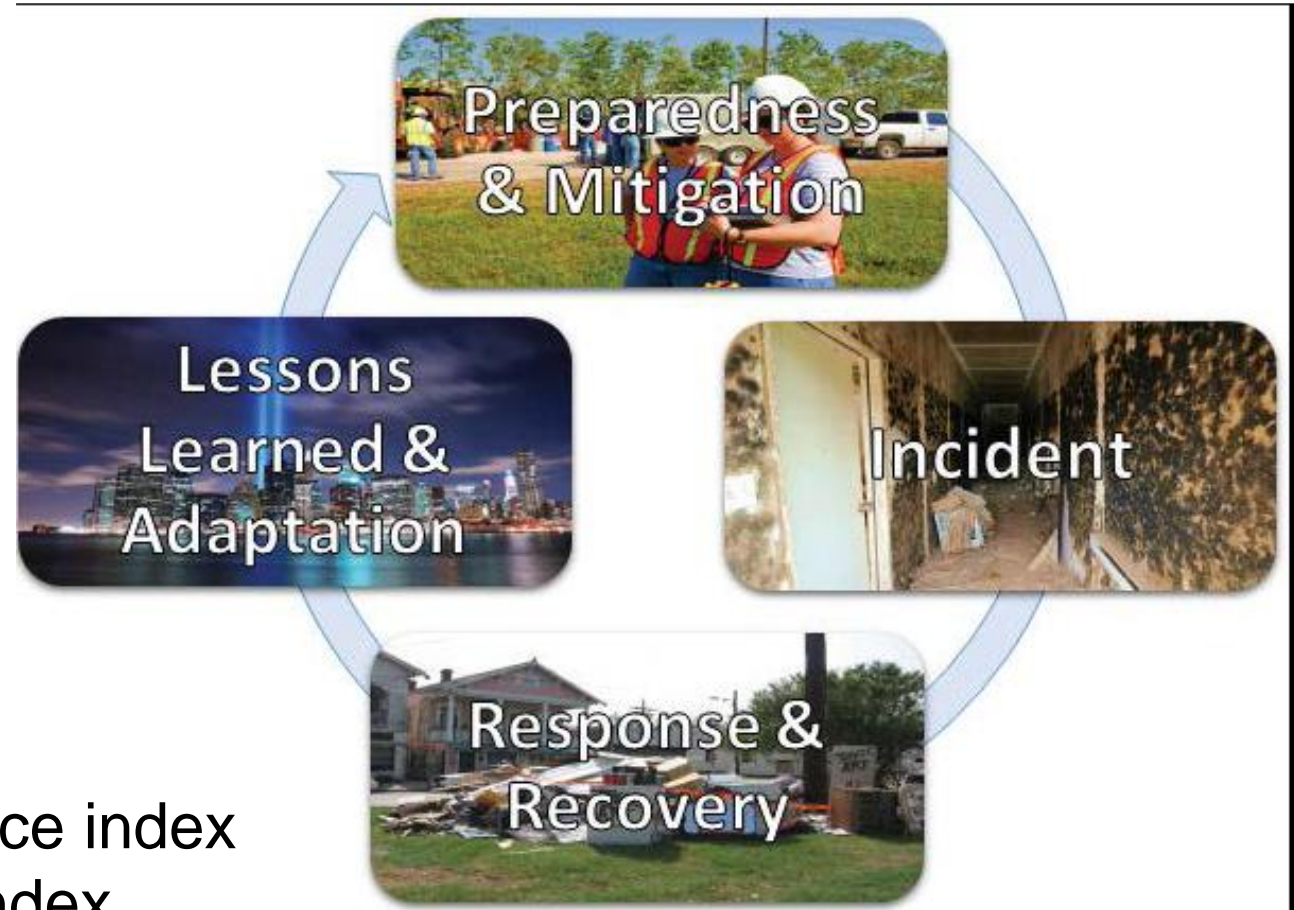 Preparedness
& Mitigation
Lessons
Learned &
Adaptation
Incident
Response &
Recovery
ce index